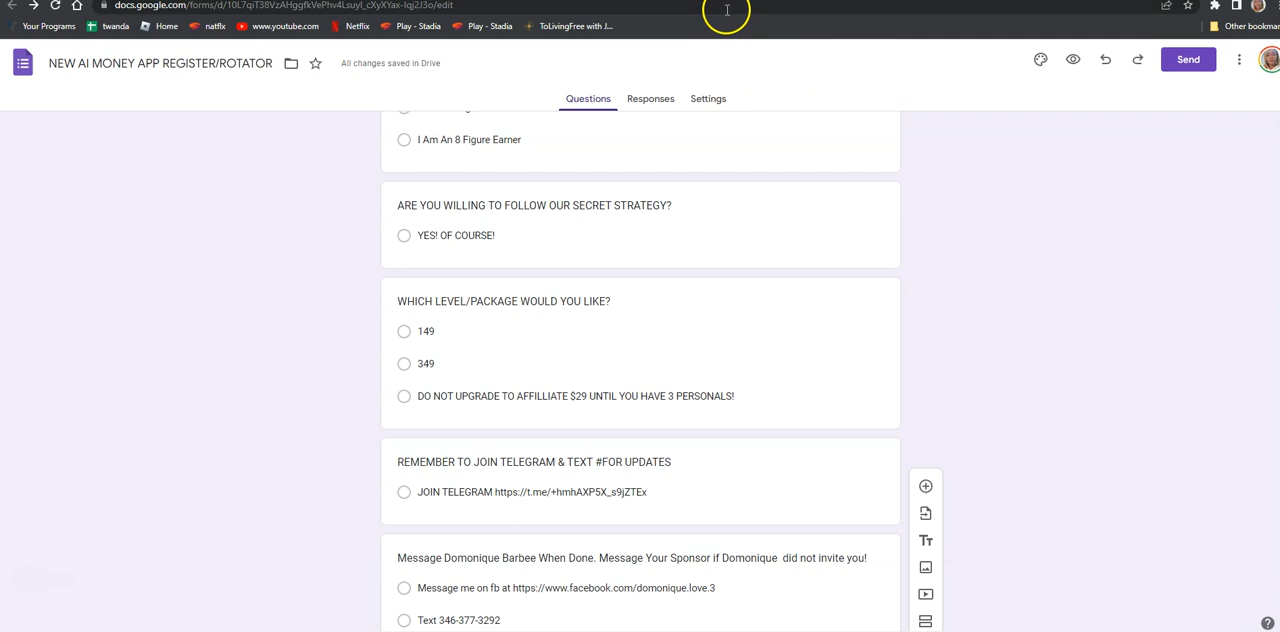 docs.google.com/forms/d/10L7qiT38VzAHggfkVePhv4Lsuyl_cXyXYax-Iqj2J3o/edit
Your Programs twanda Home natflx www.youtube.com Netflix Play - Stadia Play - Stadia ToLivingFree with J... Other bookmar
NEW AI MONEY APP REGISTER/ROTATOR All changes saved in Drive Send
Questions Responses Settings
I Am An 8 Figure Earner
ARE YOU WILLING TO FOLLOW OUR SECRET STRATEGY?
YES! OF COURSE!
WHICH LEVEL/PACKAGE WOULD YOU LIKE?
149
349
DO NOT UPGRADE TO AFFILLIATE $29 UNTIL YOU HAVE 3 PERSONALS!
REMEMBER TO JOIN TELEGRAM & TEXT #FOR UPDATES
JOIN TELEGRAM https://t.me/+hmhAXP5X_s9jZTEx
Message Domonique Barbee When Done. Message Your Sponsor if Domonique did not invite you!
Message me on fb at https://www.facebook.com/domonique.love.3
Text 346-377-3292